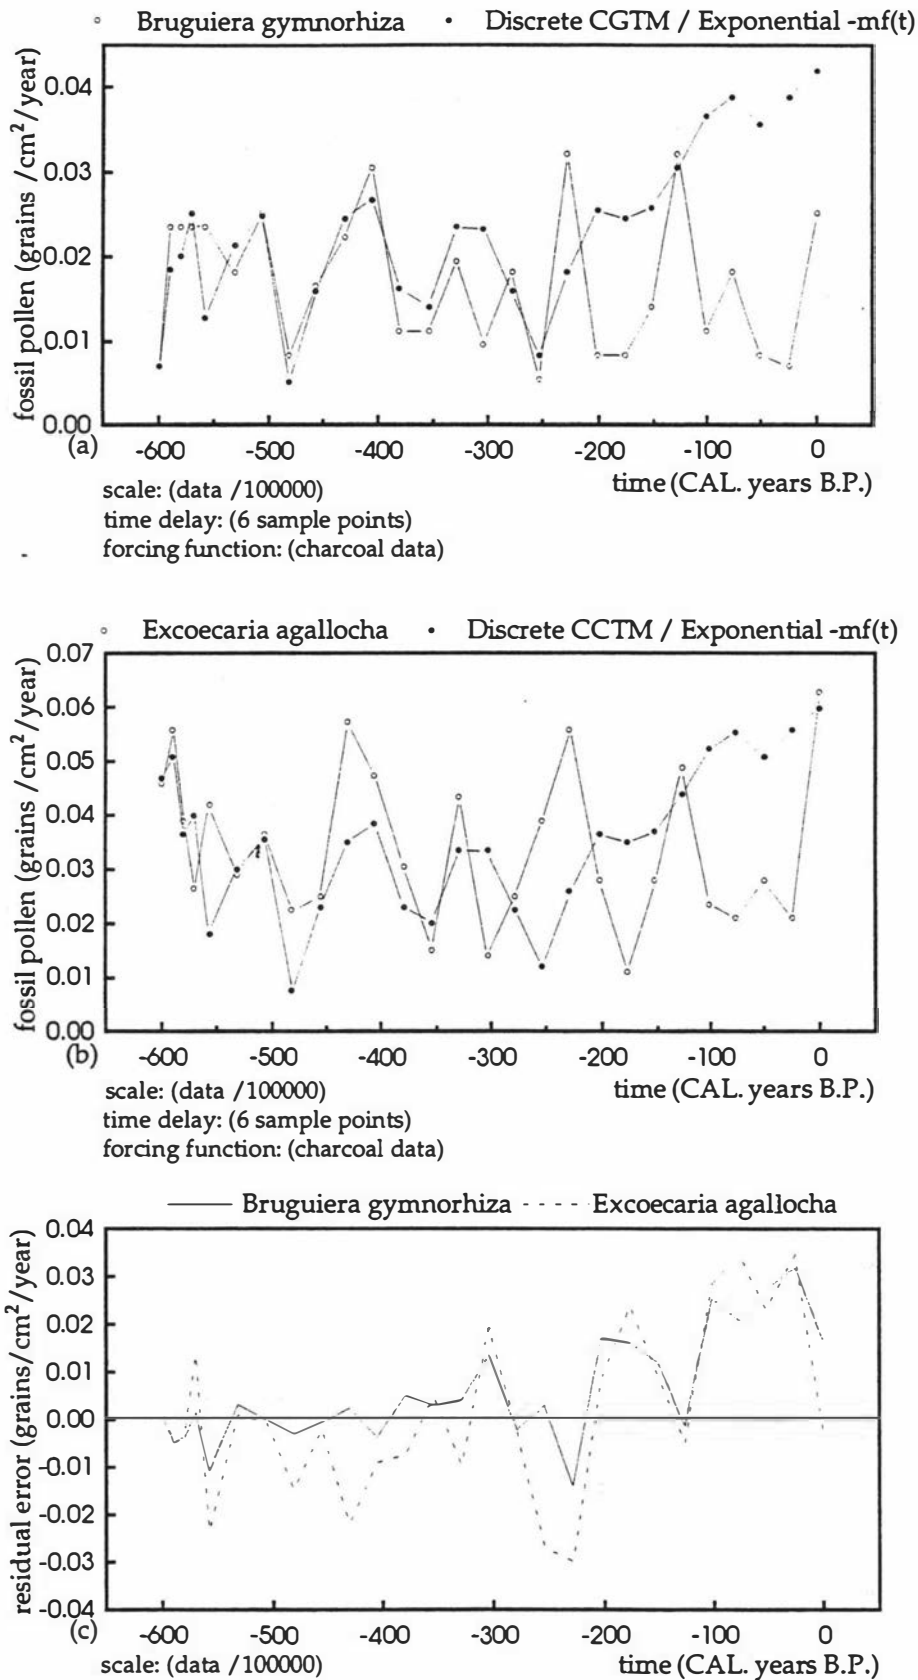 Bruguiera gymnorhiza • Discrete CGTM / Exponential -mf(t)
fossil pollen (grains /cm²/year)
0.04
0.03
0.02
0.01
0.00
(a) -600 -500 -400 -300 -200 -100 0
time (CAL. years B.P.)
scale: (data /100000)
time delay: (6 sample points)
forcing function: (charcoal data)
Excoecaria agallocha • Discrete CCTM / Exponential -mf(t)
fossil pollen (grains /cm²/year)
0.07
0.06
0.05
0.04
0.03
0.02
0.01
0.00
(b) -600 -500 -400 -300 -200 -100 0
time (CAL. years B.P.)
scale: (data /100000)
time delay: (6 sample points)
forcing function: (charcoal data)
Bruguiera gymnorhiza Excoecaria agallocha
residual error (grains/cm²/year)
0.04
0.03
0.02
0.01
0.00
-0.01
-0.02
-0.03
-0.04
(c) -600 -500 -400 -300 -200 -100 0
scale: (data /100000) time (CAL. years B.P.)